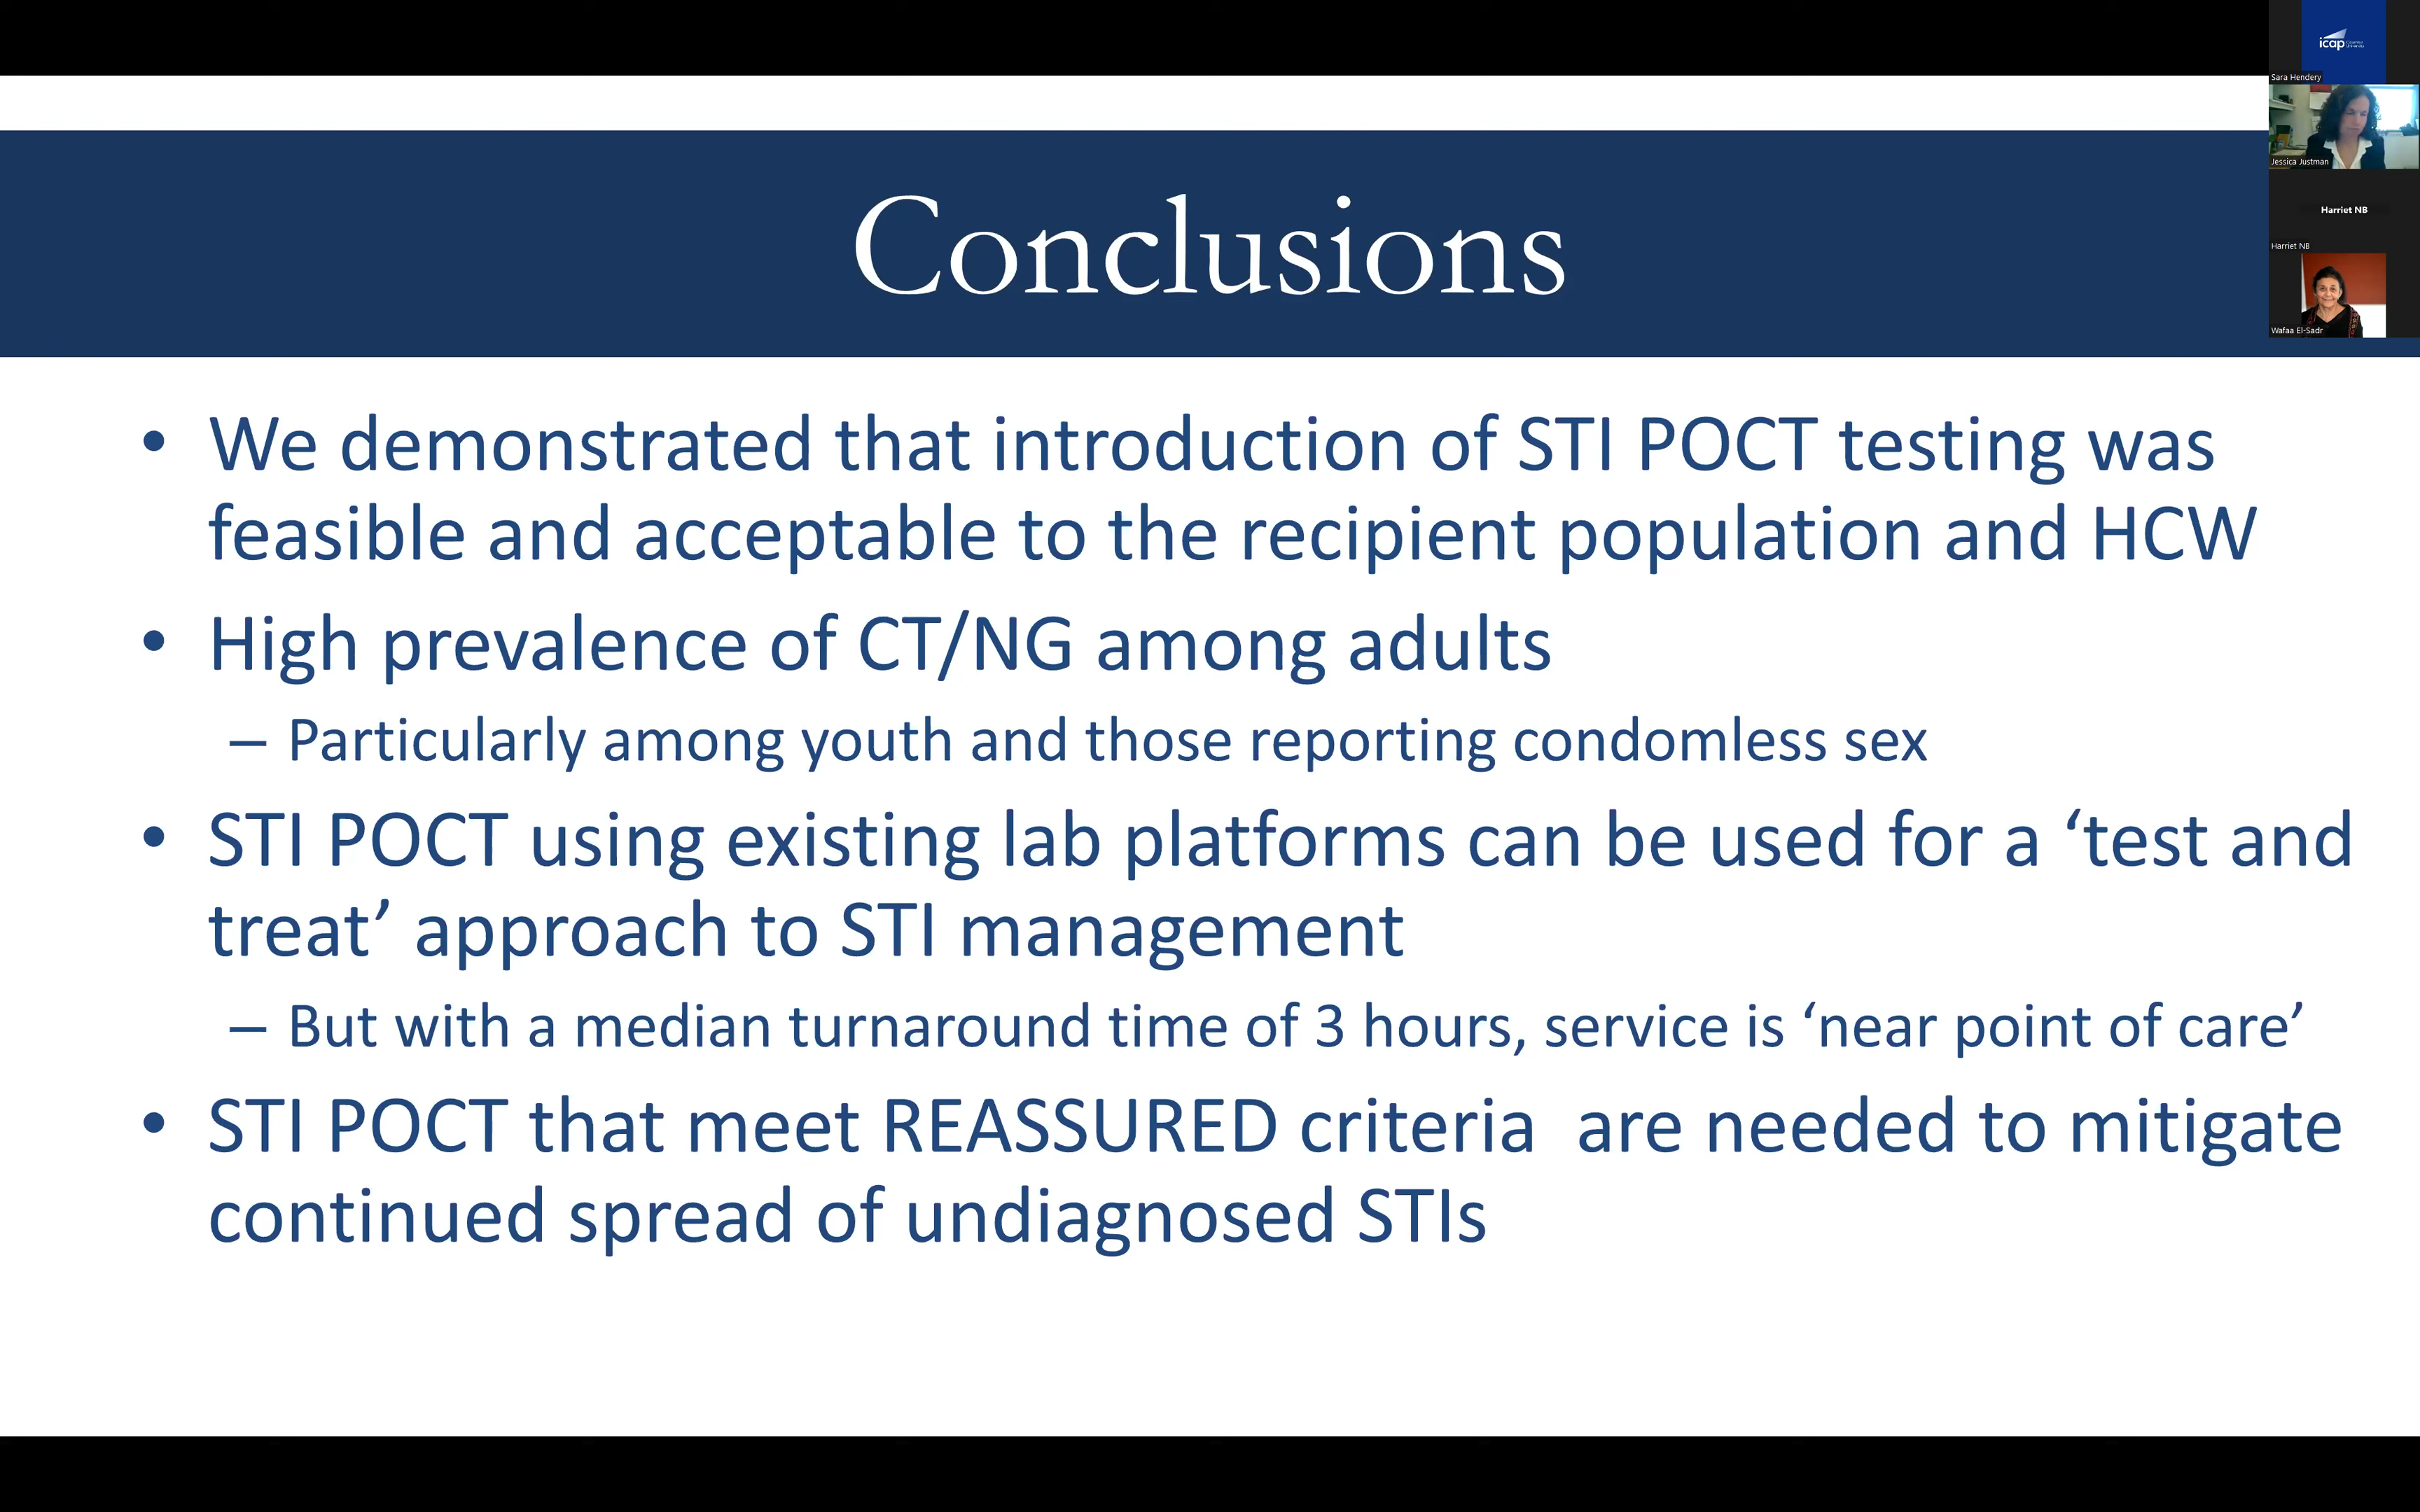 Conclusions
• We demonstrated that introduction of STI POCT testing was
feasible and acceptable to the recipient population and HCW
• High prevalence of CT/NG among adults
– Particularly among youth and those reporting condomless sex
• STI POCT using existing lab platforms can be used for a ‘test and
treat’ approach to STI management
– But with a median turnaround time of 3 hours, service is ‘near point of care’
• STI POCT that meet REASSURED criteria  are needed to mitigate
continued spread of undiagnosed STIs
icap
Sara Hendery
Jessica Justman
Harriet NB
Harriet NB
Wafaa El-Sadr